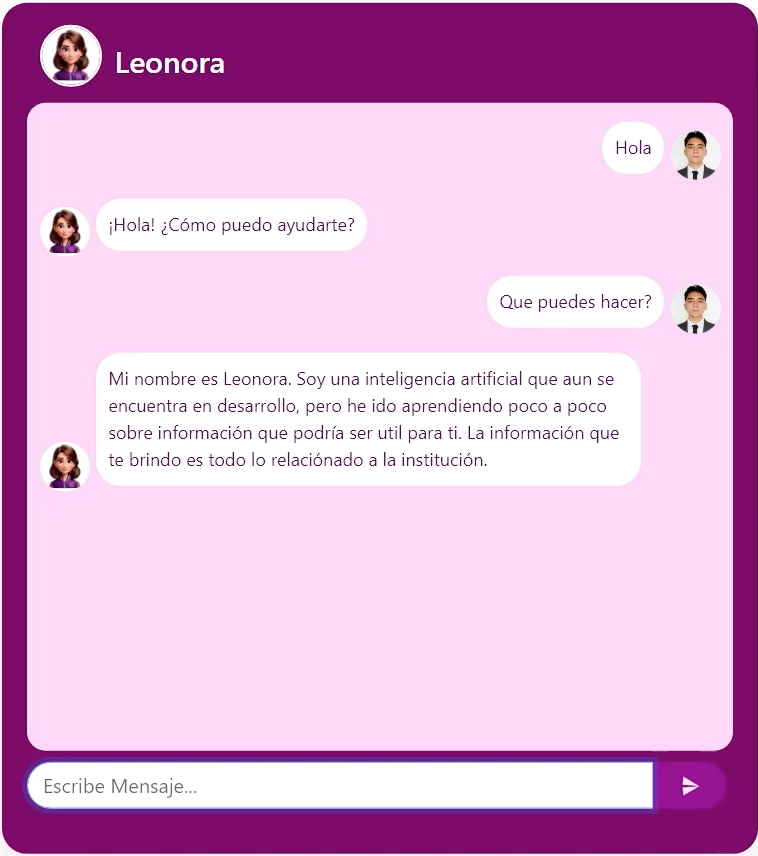 Leonora
Hola
¡Hola! ¿Cómo puedo ayudarte?
Que puedes hacer?
Mi nombre es Leonora. Soy una inteligencia artificial que aun se
encuentra en desarrollo, pero he ido aprendiendo poco a poco
sobre información que podría ser util para ti. La información que
te brindo es todo lo relaciónado a la institución.
Escribe Mensaje...